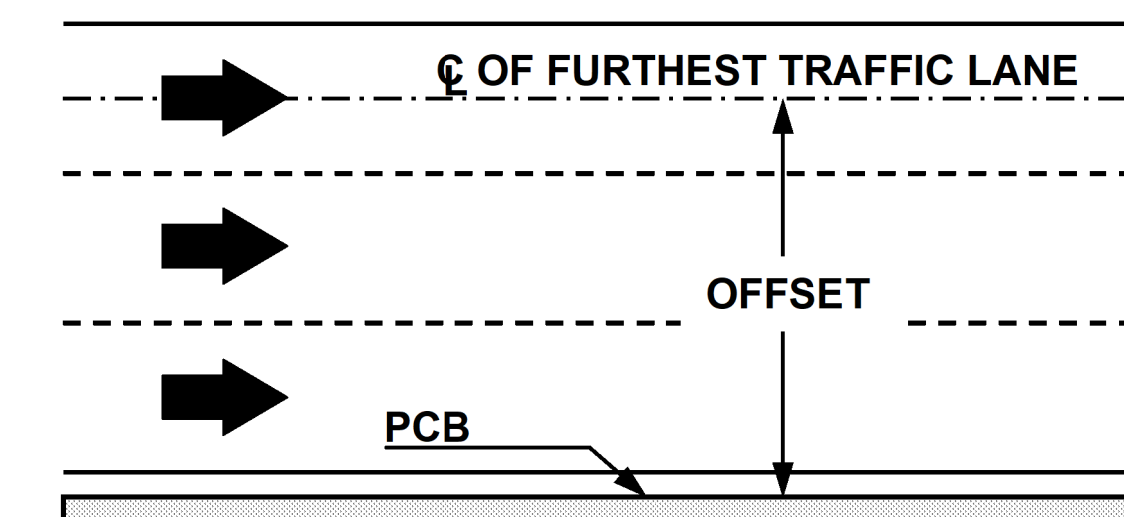 ℄ OF FURTHEST TRAFFIC LANE
OFFSET
PCB